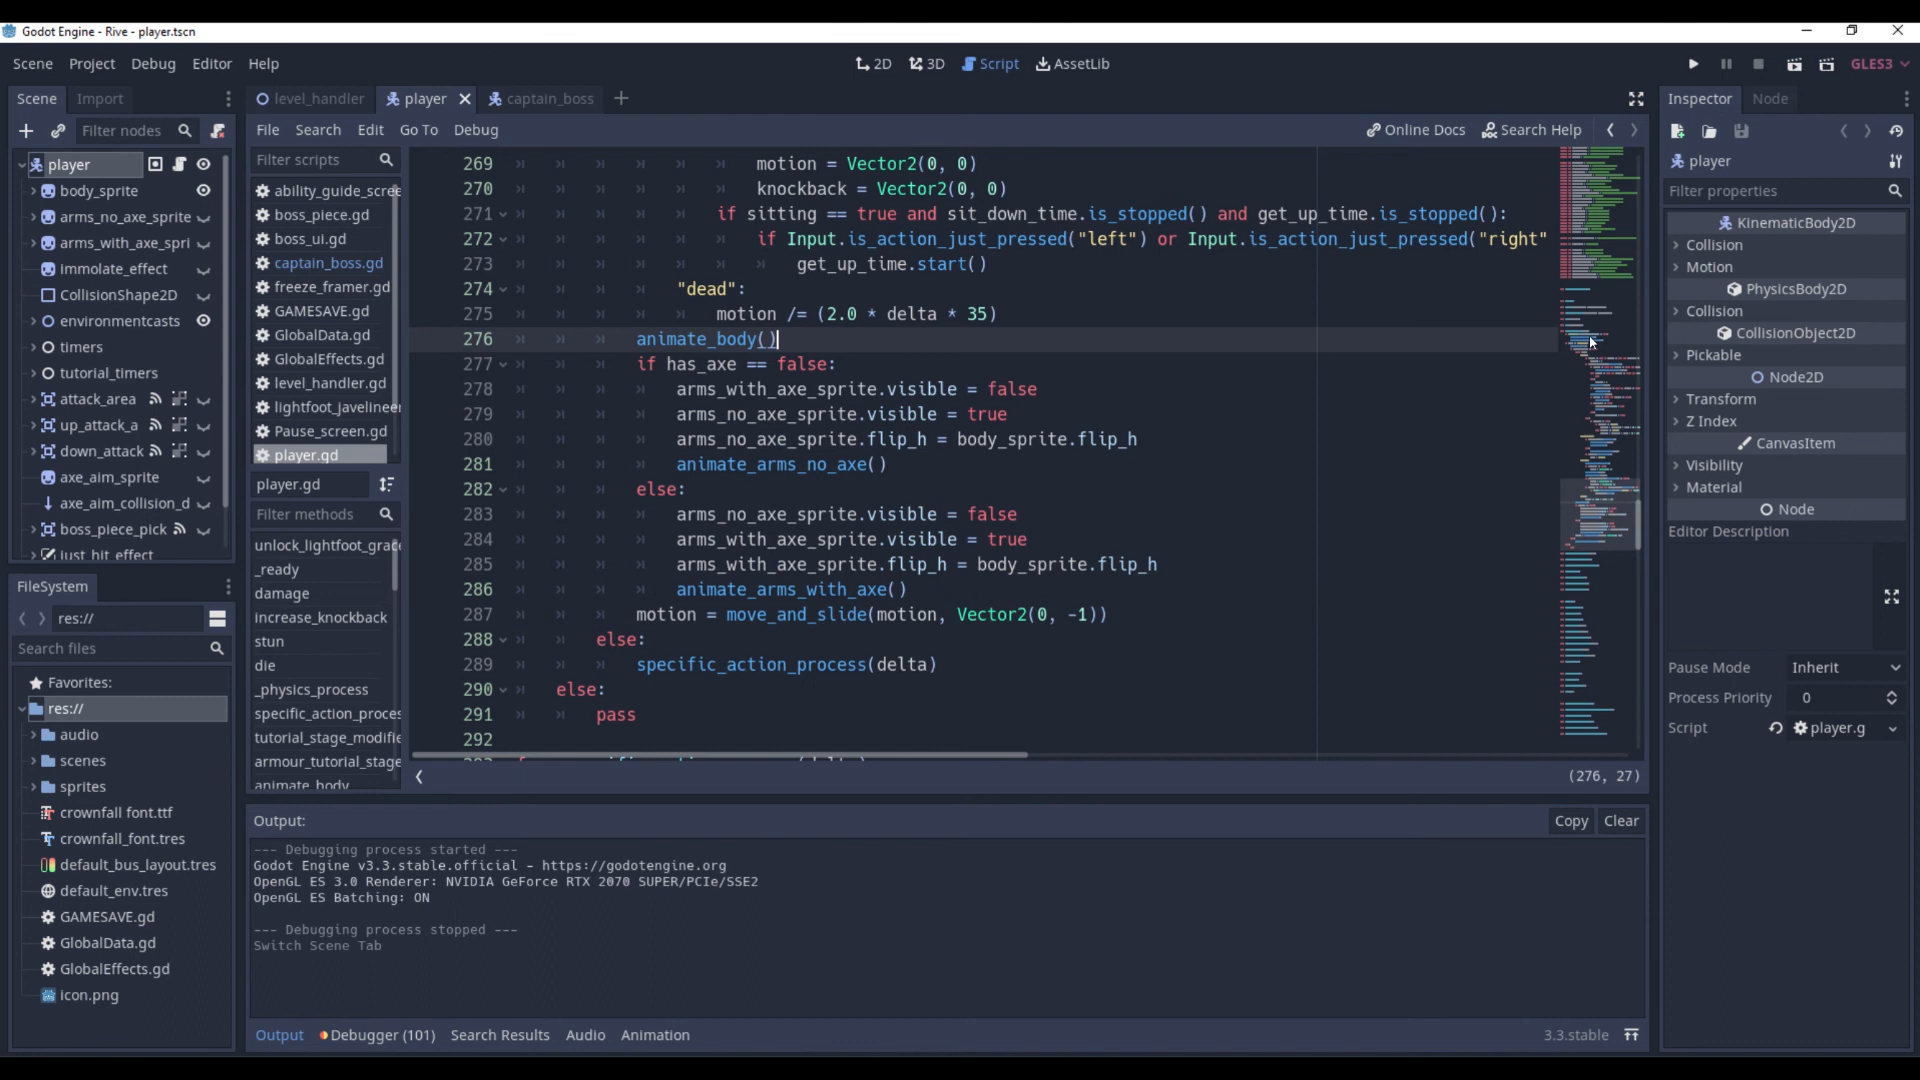 Godot Engine - Rive - player.tscn
Scene Project Debug Editor Help
2D 3D Script AssetLib
GLES3
Scene Import
Filter nodes
player
body_sprite
arms_no_axe_sprite
arms_with_axe_spri
immolate_effect
CollisionShape2D
environmentcasts
timers
tutorial_timers
attack_area
up_attack_a
down_attack
axe_aim_sprite
axe_aim_collision_d
boss_piece_pick
just_hit_effect
FileSystem
res://
Search files
Favorites:
res://
audio
scenes
sprites
crownfall font.ttf
crownfall_font.tres
default_bus_layout.tres
default_env.tres
GAMESAVE.gd
GlobalData.gd
GlobalEffects.gd
icon.png
level_handler player captain_boss
File Search Edit Go To Debug
Online Docs Search Help
Filter scripts
ability_guide_scree
boss_piece.gd
boss_ui.gd
captain_boss.gd
freeze_framer.gd
GAMESAVE.gd
GlobalData.gd
GlobalEffects.gd
level_handler.gd
lightfoot_javelineer
Pause_screen.gd
player.gd
player.gd
Filter methods
unlock_lightfoot_grac
_ready
damage
increase_knockback
stun
die
_physics_process
specific_action_proces
tutorial_stage_modifie
armour_tutorial_stage
animate_body
269 motion = Vector2(0, 0)
270 knockback = Vector2(0, 0)
271 if sitting == true and sit_down_time.is_stopped() and get_up_time.is_stopped():
272 if Input.is_action_just_pressed("left") or Input.is_action_just_pressed("right"
273 get_up_time.start()
274 "dead":
275 motion /= (2.0 * delta * 35)
276 animate_body()
277 if has_axe == false:
278 arms_with_axe_sprite.visible = false
279 arms_no_axe_sprite.visible = true
280 arms_no_axe_sprite.flip_h = body_sprite.flip_h
281 animate_arms_no_axe()
282 else:
283 arms_no_axe_sprite.visible = false
284 arms_with_axe_sprite.visible = true
285 arms_with_axe_sprite.flip_h = body_sprite.flip_h
286 animate_arms_with_axe()
287 motion = move_and_slide(motion, Vector2(0, -1))
288 else:
289 specific_action_process(delta)
290 else:
291 pass
292
(276, 27)
Output:
Copy Clear
--- Debugging process started ---
Godot Engine v3.3.stable.official - https://godotengine.org
OpenGL ES 3.0 Renderer: NVIDIA GeForce RTX 2070 SUPER/PCIe/SSE2
OpenGL ES Batching: ON
--- Debugging process stopped ---
Switch Scene Tab
Output Debugger (101) Search Results Audio Animation
3.3.stable
Inspector Node
player
Filter properties
KinematicBody2D
Collision
Motion
PhysicsBody2D
Collision
CollisionObject2D
Pickable
Node2D
Transform
Z Index
CanvasItem
Visibility
Material
Node
Editor Description
Pause Mode Inherit
Process Priority 0
Script player.g